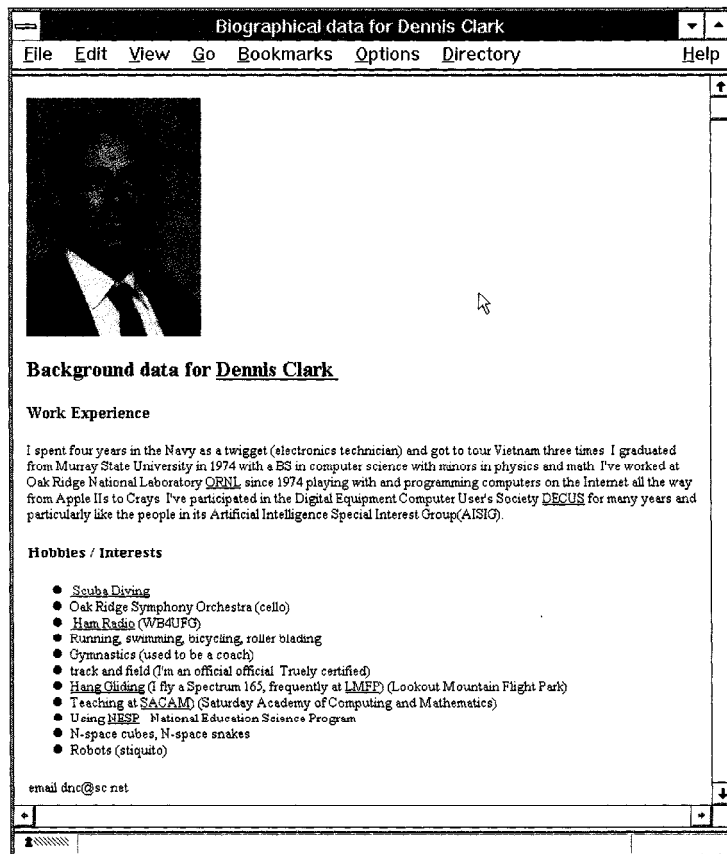 Biographical data for Dennis Clark
File Edit View Go Bookmarks Options Directory Help
Background data for Dennis Clark
Work Experience
I spent four years in the Navy as a twigget (electronics technician) and got to tour Vietnam three times I graduated
from Murray State University in 1974 with a BS in computer science with minors in physics and math I've worked at
Oak Ridge National Laboratory ORNL since 1974 playing with and programming computers on the Internet all the way
from Apple IIs to Crays I've participated in the Digital Equipment Computer User's Society DECUS for many years and
particularly like the people in its Artificial Intelligence Special Interest Group(AISIG).
Hobbies / Interests
● Scuba Diving
● Oak Ridge Symphony Orchestra (cello)
● Ham Radio (WB4UFG)
● Running, swimming, bicycling, roller blading
● Gymnastics (used to be a coach)
● track and field (I'm an official official Truely certified)
● Hang Gliding (I fly a Spectrum 165, frequently at LMFP) (Lookout Mountain Flight Park)
● Teaching at SACAM) (Saturday Academy of Computing and Mathematics)
● Using NESP National Education Science Program
● N-space cubes, N-space snakes
● Robots (stiquito)
email dnc@sc net